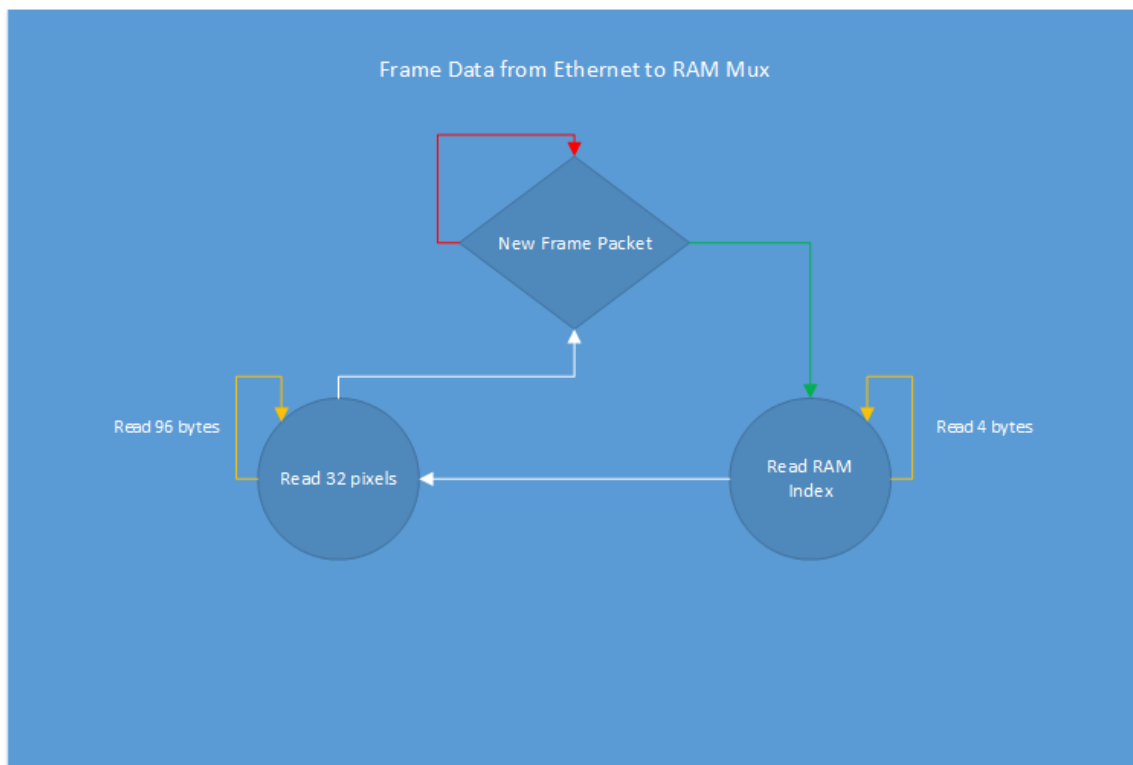 Frame Data from Ethernet to RAM Mux
New Frame Packet
Read 96 bytes
Read 32 pixels
Read RAM
Index
Read 4 bytes